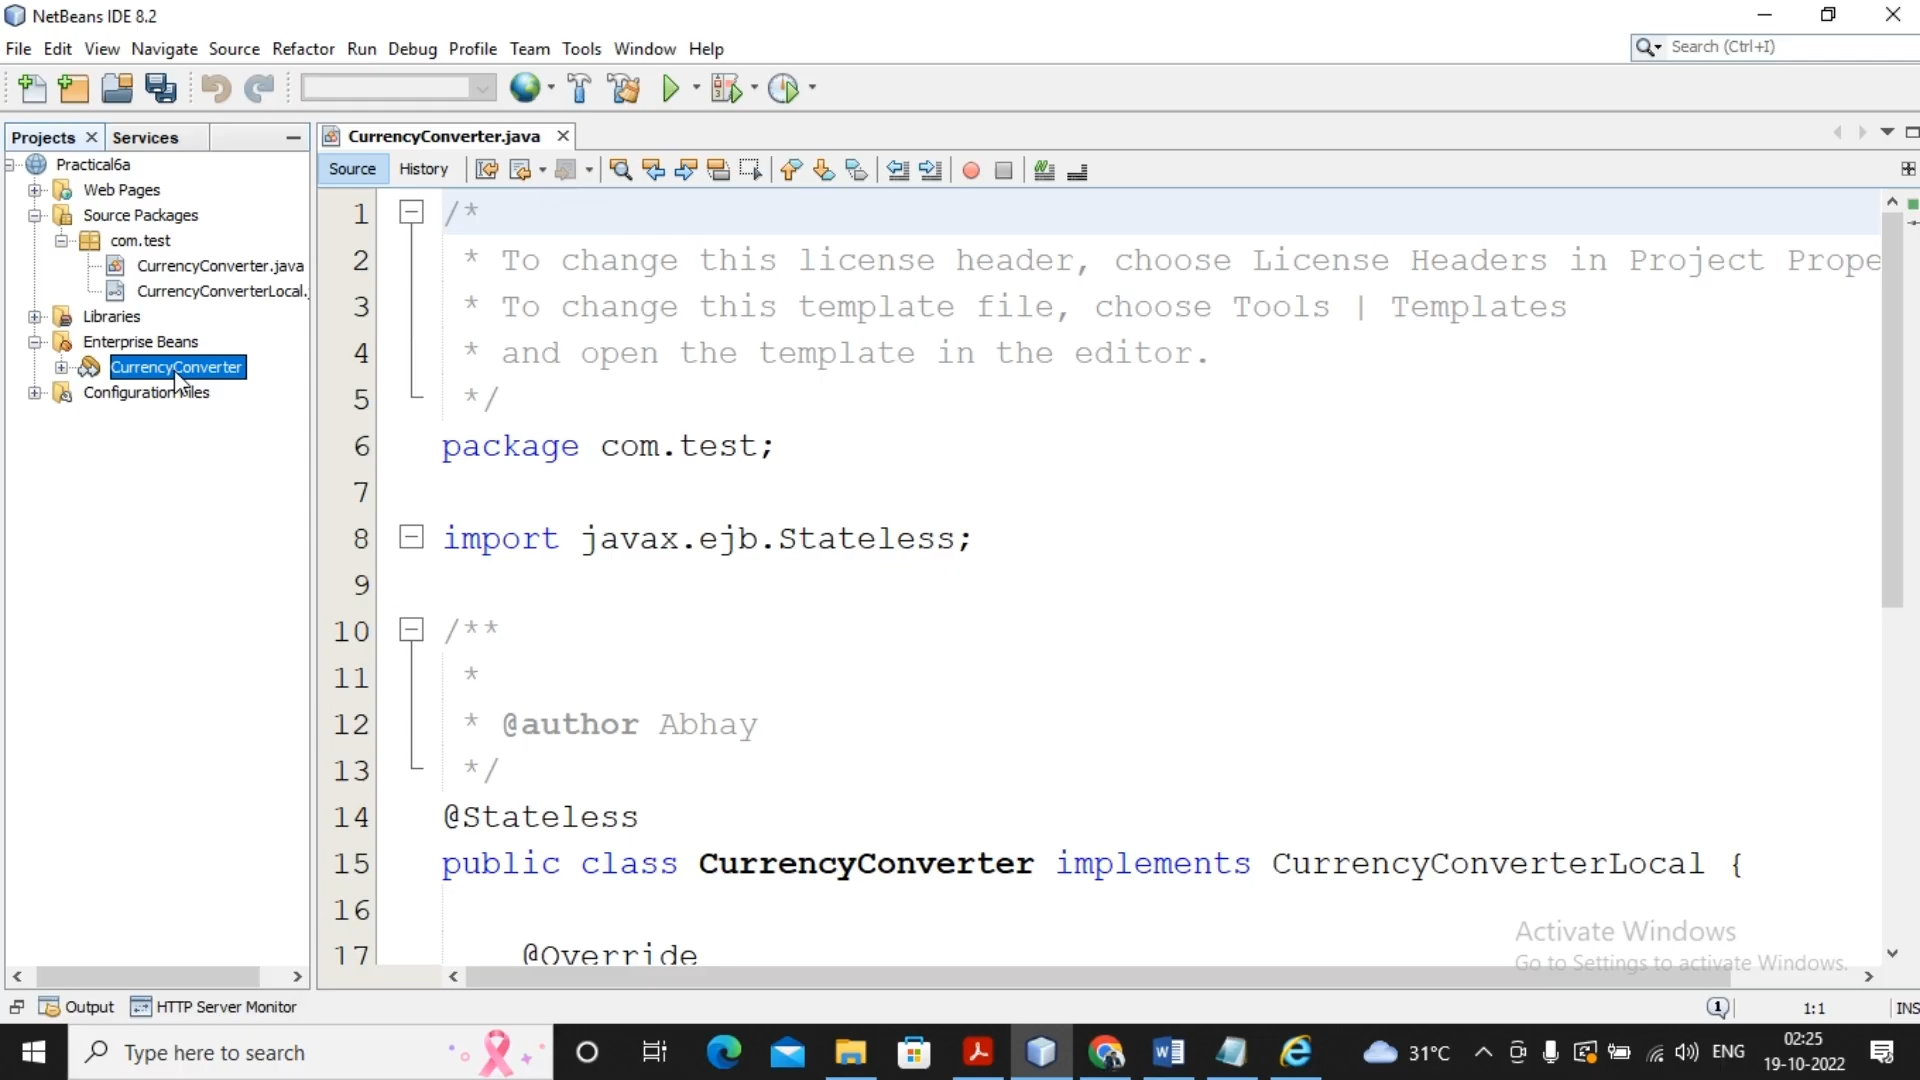 NetBeans IDE 8.2
File Edit View Navigate Source Refactor Run Debug Profile Team Tools Window Help
Search (Ctrl+I)
Projects Services
CurrencyConverter.java
Practical6a
Web Pages
Source Packages
com.test
CurrencyConverter.java
CurrencyConverterLocal.
Libraries
Enterprise Beans
CurrencyConverter
Configuration Files
Source History
1 /*
2 * To change this license header, choose License Headers in Project Prope
3 * To change this template file, choose Tools | Templates
4 * and open the template in the editor.
5 */
6 package com.test;
7
8 import javax.ejb.Stateless;
9
10 /**
11 *
12 * @author Abhay
13 */
14 @Stateless
15 public class CurrencyConverter implements CurrencyConverterLocal {
16
17 @Override
Activate Windows
Go to Settings to activate Windows.
Output HTTP Server Monitor
1 1:1 INS
Type here to search
31°C ENG
02:25
19-10-2022